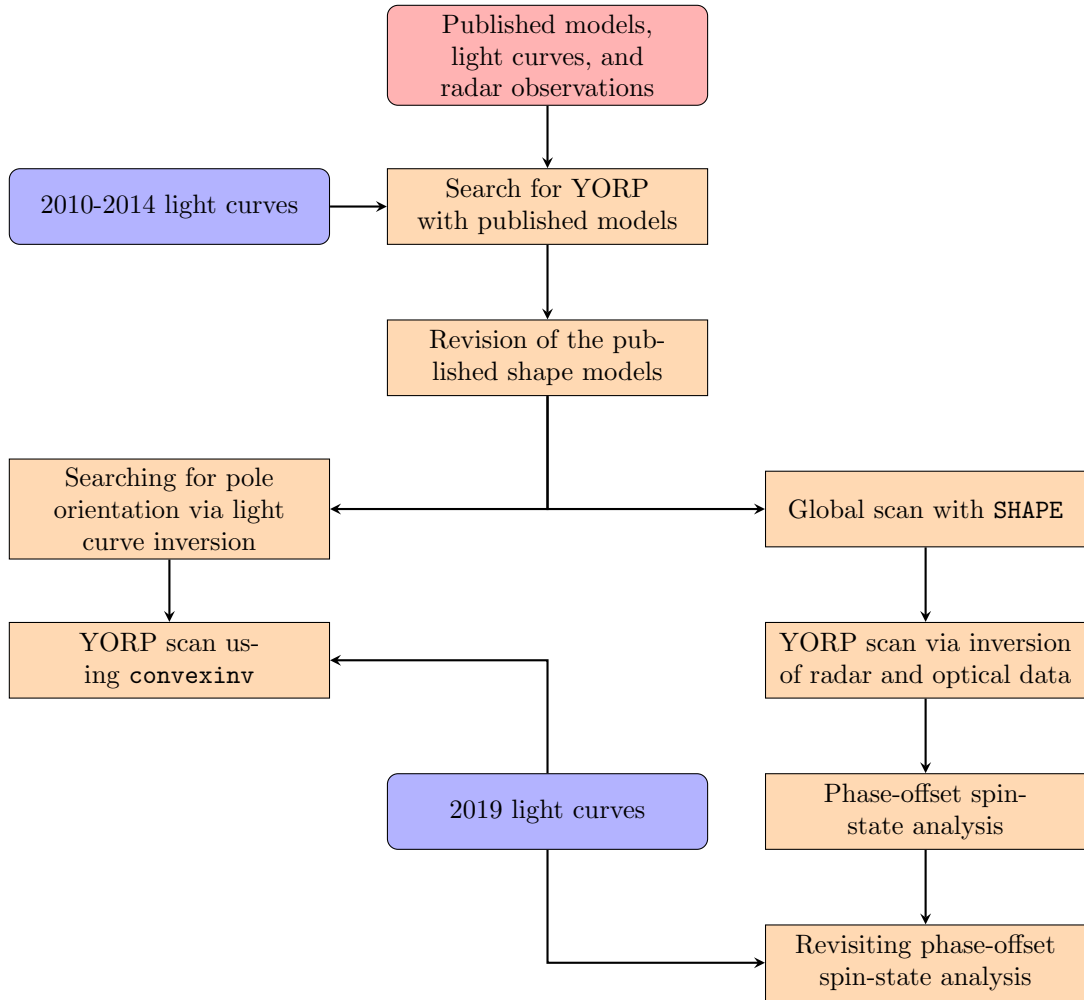 Published models,
light curves, and
radar observations
2010-2014 light curves
Search for YORP
with published models
Revision of the pub-
lished shape models
Searching for pole
orientation via light
curve inversion
Global scan with SHAPE
YORP scan us-
ing convexinv
YORP scan via inversion
of radar and optical data
2019 light curves
Phase-offset spin-
state analysis
Revisiting phase-offset
spin-state analysis